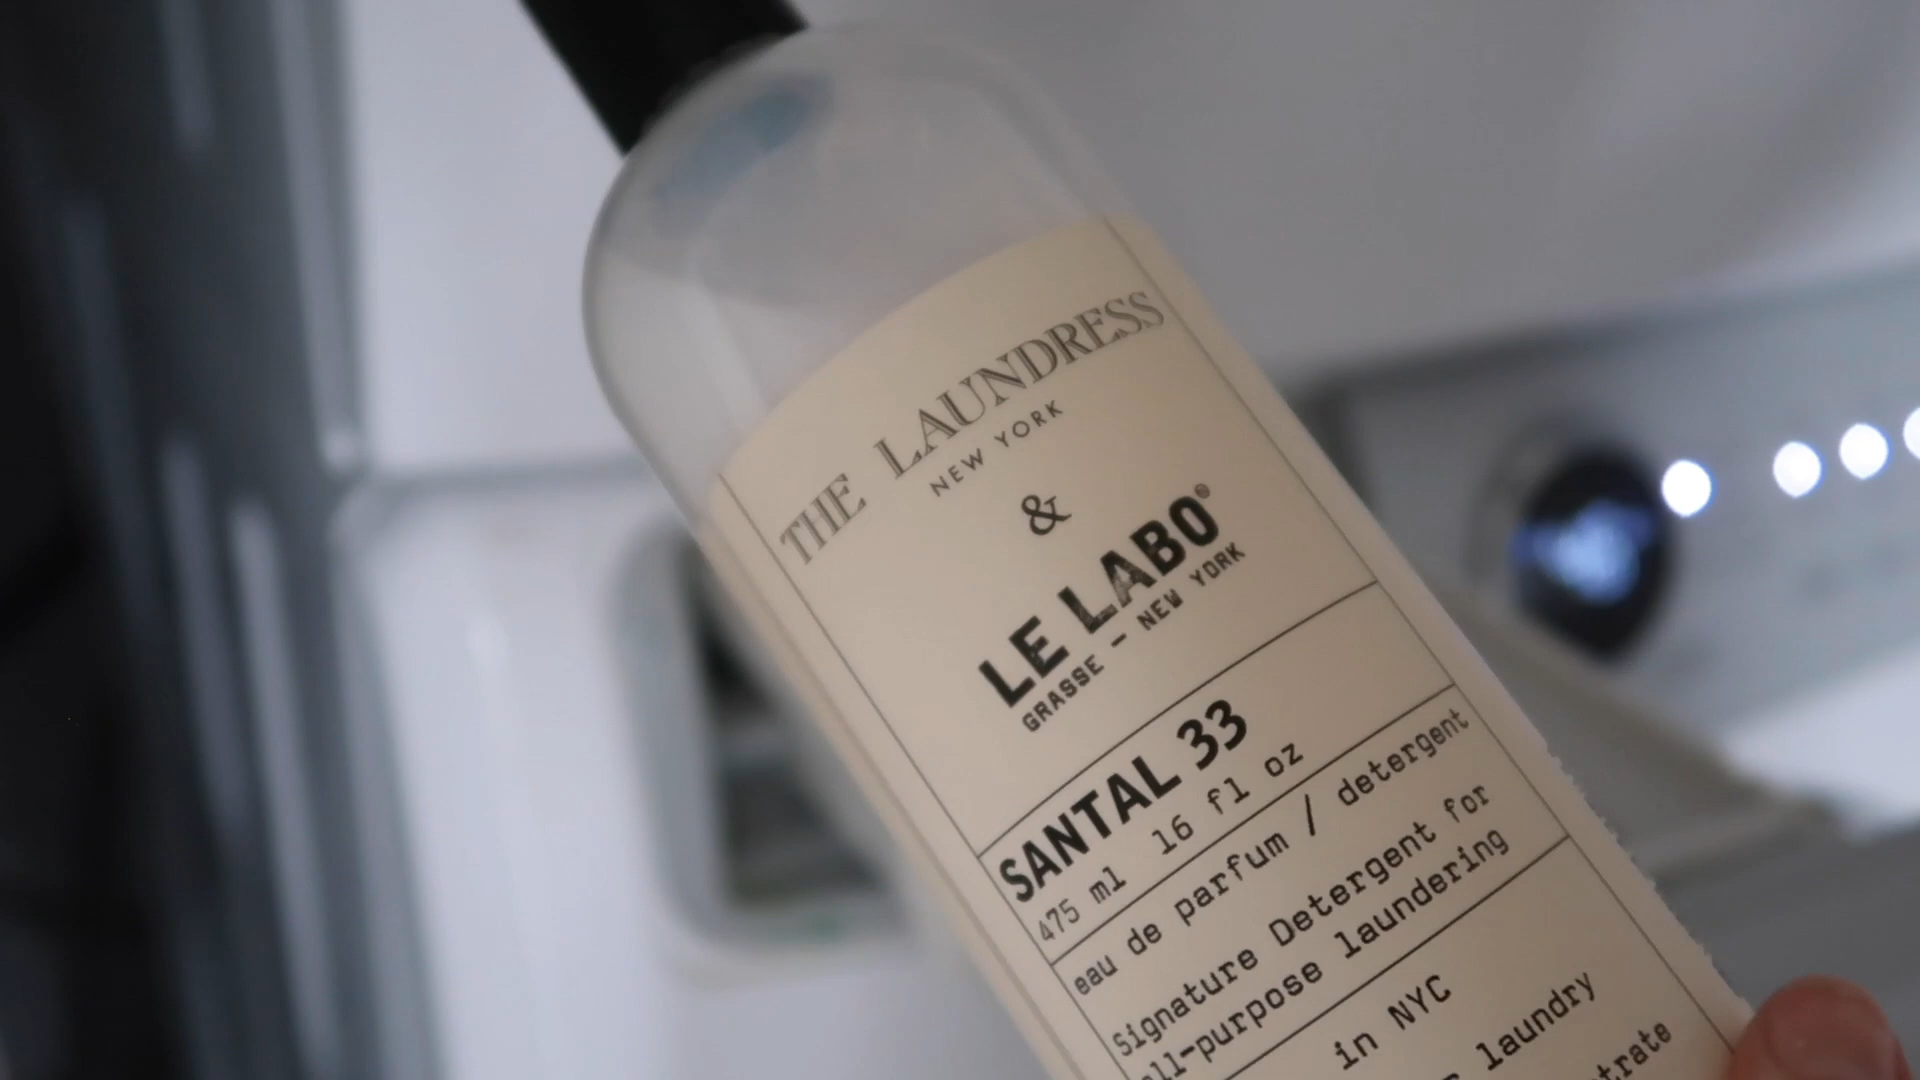 THE LAUNDRESS
NEW YORK
&
LE LABO®
GRASSE — NEW YORK
SANTAL 33
475 ml 16 fl oz
eau de parfum / detergent
Signature Detergent for
all-purpose laundering
in NYC
laundry